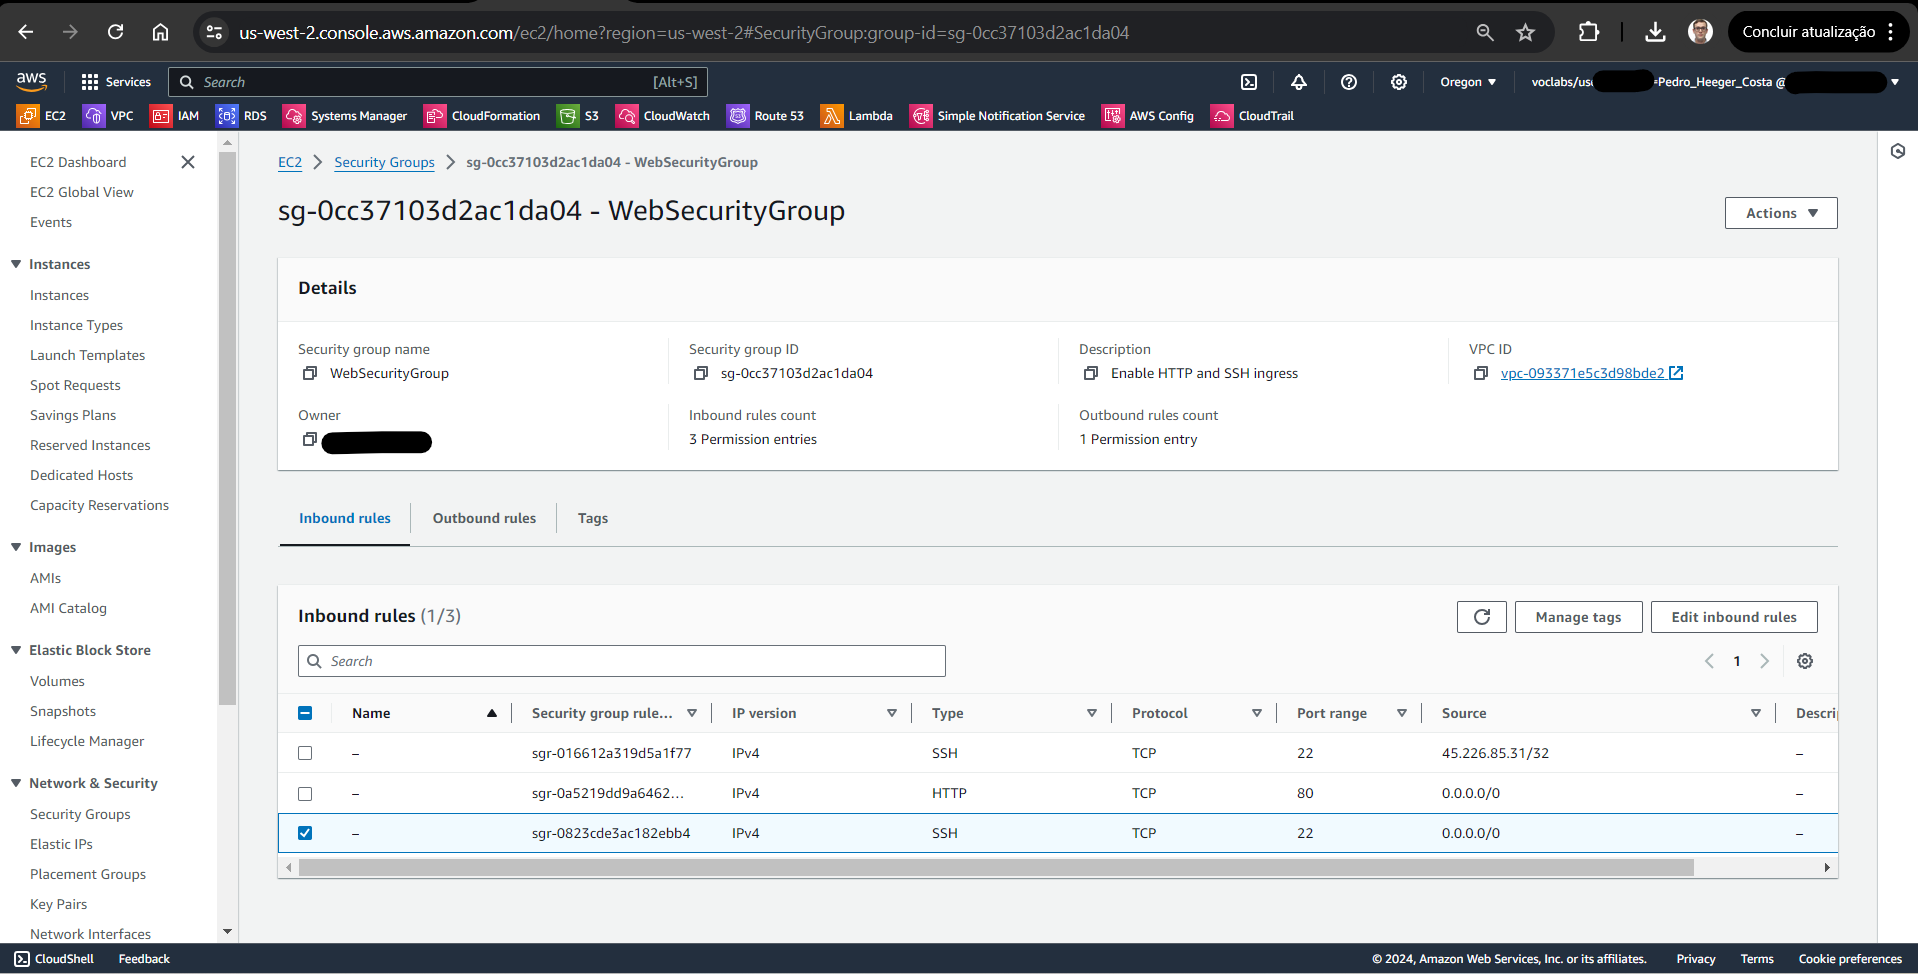 us-west-2.console.aws.amazon.com/ec2/home?region=us-west-2#SecurityGroup:group-id=sg-0cc37103d2ac1da04
Concluir atualização
aws
Services
Search
[Alt+S]
Oregon
voclabs/use
=Pedro_Heeger_Costa @
EC2
VPC
IAM
RDS
Systems Manager
CloudFormation
S3
CloudWatch
Route 53
Lambda
Simple Notification Service
AWS Config
CloudTrail
EC2 Dashboard
EC2 Global View
Events
Instances
Instances
Instance Types
Launch Templates
Spot Requests
Savings Plans
Reserved Instances
Dedicated Hosts
Capacity Reservations
Images
AMIs
AMI Catalog
Elastic Block Store
Volumes
Snapshots
Lifecycle Manager
Network & Security
Security Groups
Elastic IPs
Placement Groups
Key Pairs
Network Interfaces
EC2 > Security Groups > sg-0cc37103d2ac1da04 - WebSecurityGroup
sg-0cc37103d2ac1da04 - WebSecurityGroup
Actions
Details
Security group name
WebSecurityGroup
Security group ID
sg-0cc37103d2ac1da04
Description
Enable HTTP and SSH ingress
VPC ID
vpc-093371e5c3d98bde2
Owner
Inbound rules count
3 Permission entries
Outbound rules count
1 Permission entry
Inbound rules
Outbound rules
Tags
Inbound rules (1/3)
Manage tags
Edit inbound rules
Search
1
Name Security group rule... IP version Type Protocol Port range Source Descri
– sgr-016612a319d5a1f77 IPv4 SSH TCP 22 45.226.85.31/32 –
– sgr-0a5219dd9a6462... IPv4 HTTP TCP 80 0.0.0.0/0 –
– sgr-0823cde3ac182ebb4 IPv4 SSH TCP 22 0.0.0.0/0 –
CloudShell
Feedback
© 2024, Amazon Web Services, Inc. or its affiliates.
Privacy
Terms
Cookie preferences